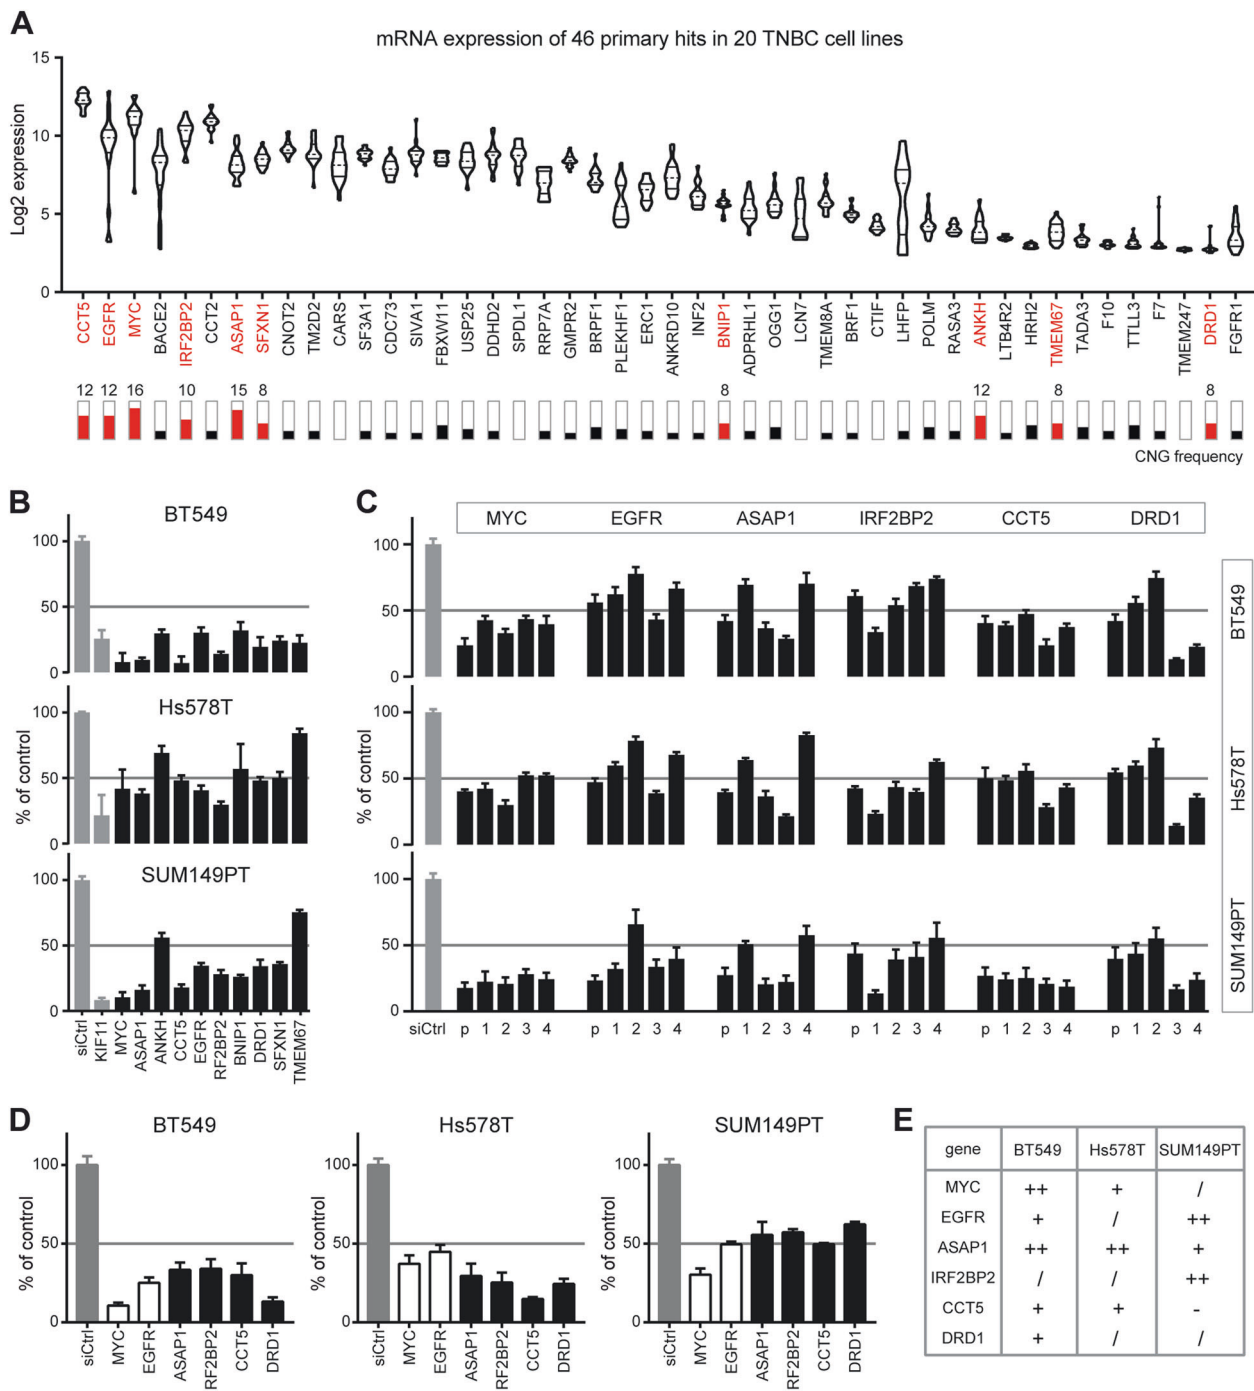 A
mRNA expression of 46 primary hits in 20 TNBC cell lines
Log2 expression
15
10
5
0
CCT5 EGFR MYC BACE2 IRF2BP2 CCT2 ASAP1 SFXN1 CNOT2 TM2D2 CARS SF3A1 CDC73 SIVA1 FBXW11 USP25 DDHD2 SPDL1 RRP7A GMPR2 BRPF1 PLEKHF1 ERC1 ANKRD10 INF2 BNIP1 ADPRHL1 OGG1 LCN7 TMEM8A BRF1 CTIF LHFP POLM RASA3 ANKH LTB4R2 HRH2 TMEM67 TADA3 F10 TTLL3 F7 TMEM247 DRD1 FGFR1
12 12 16 10 15 8 8 12 8 8
CNG frequency
B
BT549
100
50
0
Hs578T
100
50
0
SUM149PT
100
50
0
% of control
siCtrl KIF11 MYC ASAP1 ANKH CCT5 EGFR RF2BP2 BNIP1 DRD1 SFXN1 TMEM67
C
MYC EGFR ASAP1 IRF2BP2 CCT5 DRD1
100
50
0
BT549
100
50
0
Hs578T
100
50
0
SUM149PT
% of control
siCtrl p 1 2 3 4 p 1 2 3 4 p 1 2 3 4 p 1 2 3 4 p 1 2 3 4 p 1 2 3 4
D
BT549
% of control
100
50
0
siCtrl MYC EGFR ASAP1 RF2BP2 CCT5 DRD1
Hs578T
% of control
100
50
0
siCtrl MYC EGFR ASAP1 RF2BP2 CCT5 DRD1
SUM149PT
% of control
100
50
0
siCtrl MYC EGFR ASAP1 RF2BP2 CCT5 DRD1
E
gene BT549 Hs578T SUM149PT
MYC ++ + /
EGFR + / ++
ASAP1 ++ ++ +
IRF2BP2 / / ++
CCT5 + + -
DRD1 + / /